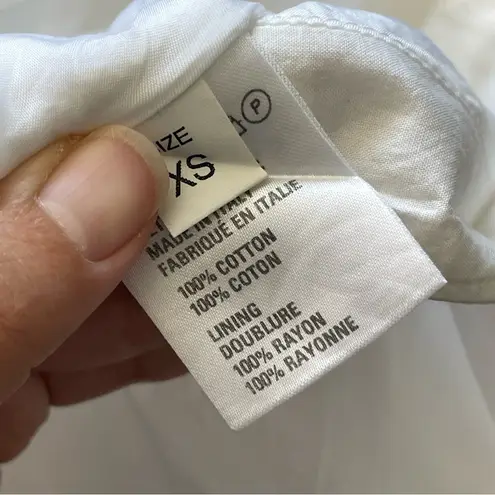 P
SIZE
XS
MADE IN ITALY
FABRIQUÉ EN ITALIE
100% COTTON
100% COTON
LINING
DOUBLURE
100% RAYON
100% RAYONNE